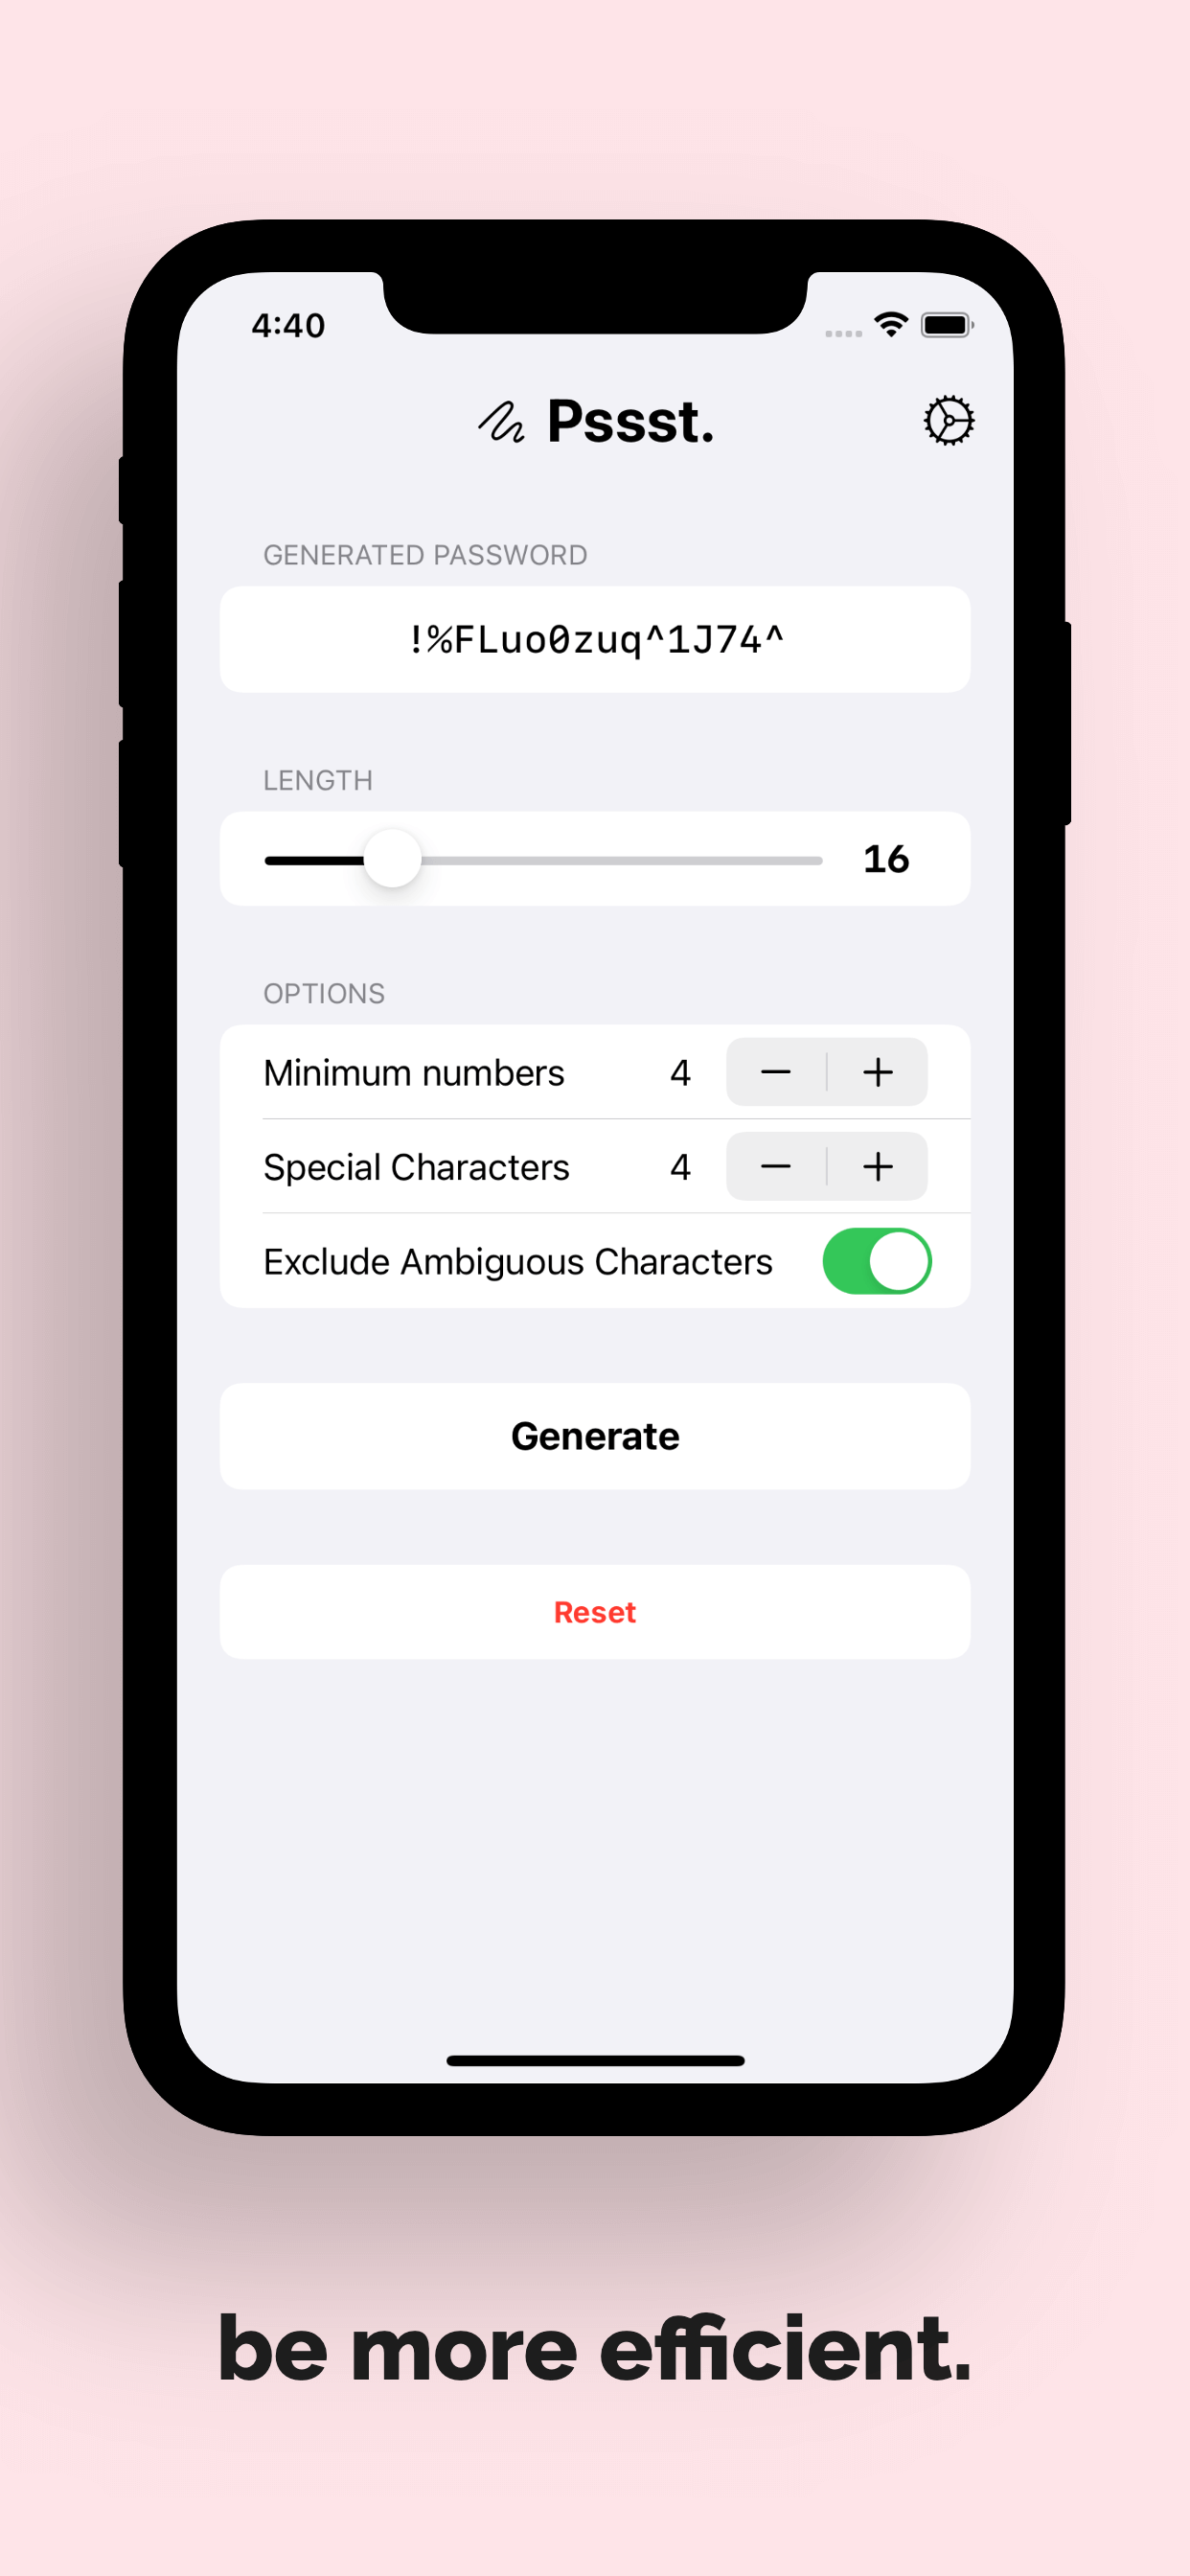 4:40
Pssst.
GENERATED PASSWORD
!%FLuo0zuq^1J74^
LENGTH
16
OPTIONS
Minimum numbers 4 − +
Special Characters 4 − +
Exclude Ambiguous Characters
Generate
Reset
be more efficient.